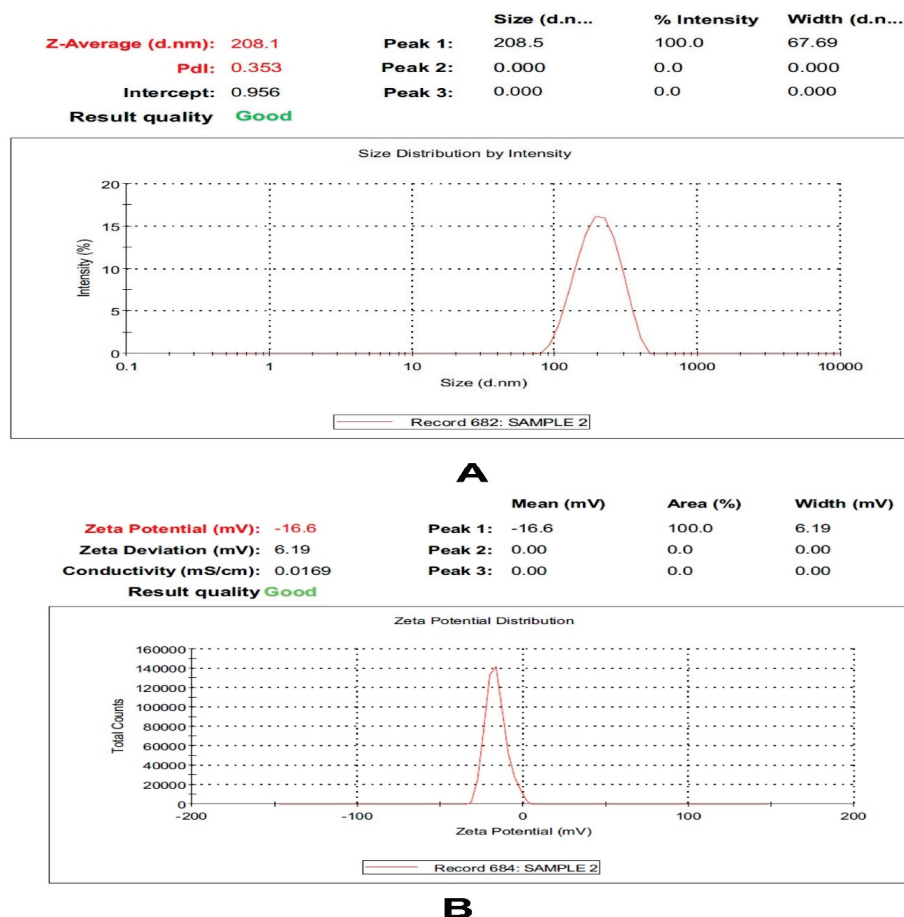 Size (d.n... % Intensity Width (d.n...
Z-Average (d.nm): 208.1 Peak 1: 208.5 100.0 67.69
PdI: 0.353 Peak 2: 0.000 0.0 0.000
Intercept: 0.956 Peak 3: 0.000 0.0 0.000
Result quality Good
Size Distribution by Intensity
20
15
10
5
0
Intensity (%)
0.1 1 10 100 1000 10000
Size (d.nm)
Record 682: SAMPLE 2
A
Mean (mV) Area (%) Width (mV)
Zeta Potential (mV): -16.6 Peak 1: -16.6 100.0 6.19
Zeta Deviation (mV): 6.19 Peak 2: 0.00 0.0 0.00
Conductivity (mS/cm): 0.0169 Peak 3: 0.00 0.0 0.00
Result quality Good
Zeta Potential Distribution
160000
140000
120000
100000
80000
60000
40000
20000
0
Total Counts
-200 -100 0 100 200
Zeta Potential (mV)
Record 684: SAMPLE 2
B